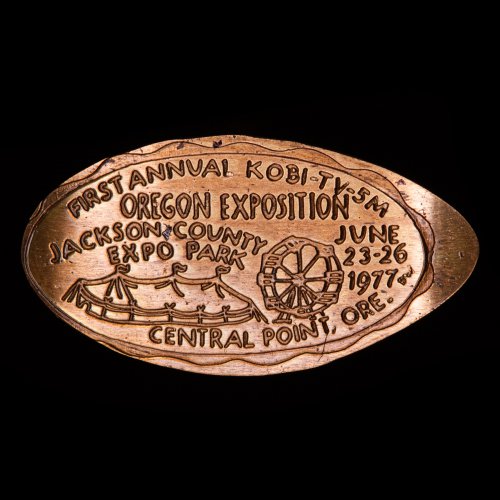 FIRST ANNUAL KOBI-TV-5M
OREGON EXPOSITION
JACKSON COUNTY
EXPO PARK
JUNE
23-26
1977
CENTRAL POINT, ORE.